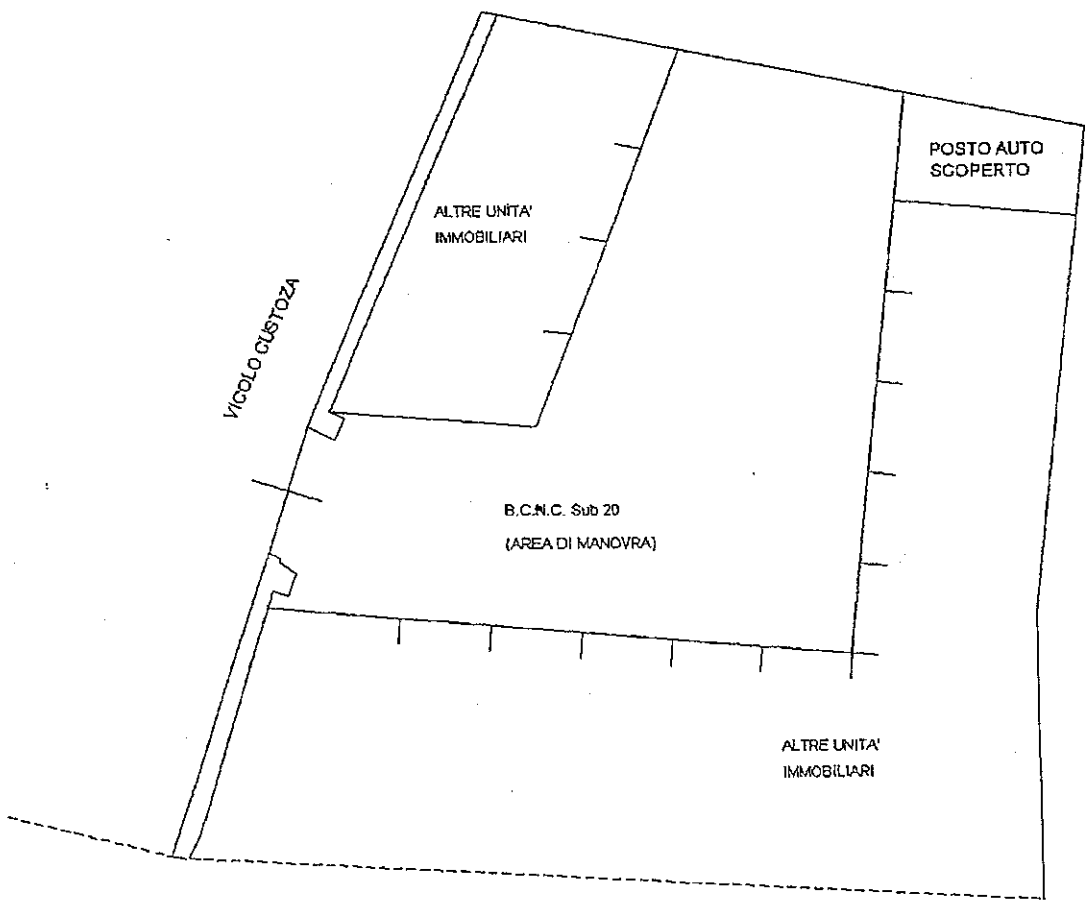 POSTO AUTO
SCOPERTO
ALTRE UNITA'
IMMOBILIARI
VICOLO CUSTOZA
B.C.N.C. Sub 20
(AREA DI MANOVRA)
ALTRE UNITA'
IMMOBILIARI